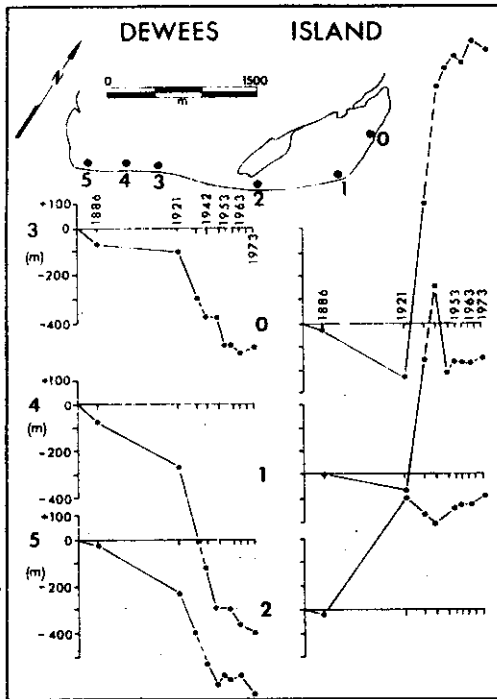 DEWEES ISLAND
N
0 1500
m
0
5 4 3 2 1
+100
3 0
(m)
-200
-400
1886 1921 1942 1953 1963 1973
0
1886 1921 1953 1963 1973
+100
4 0
(m)
-200
-400
1
+100
5 0
(m)
-200
-400
2